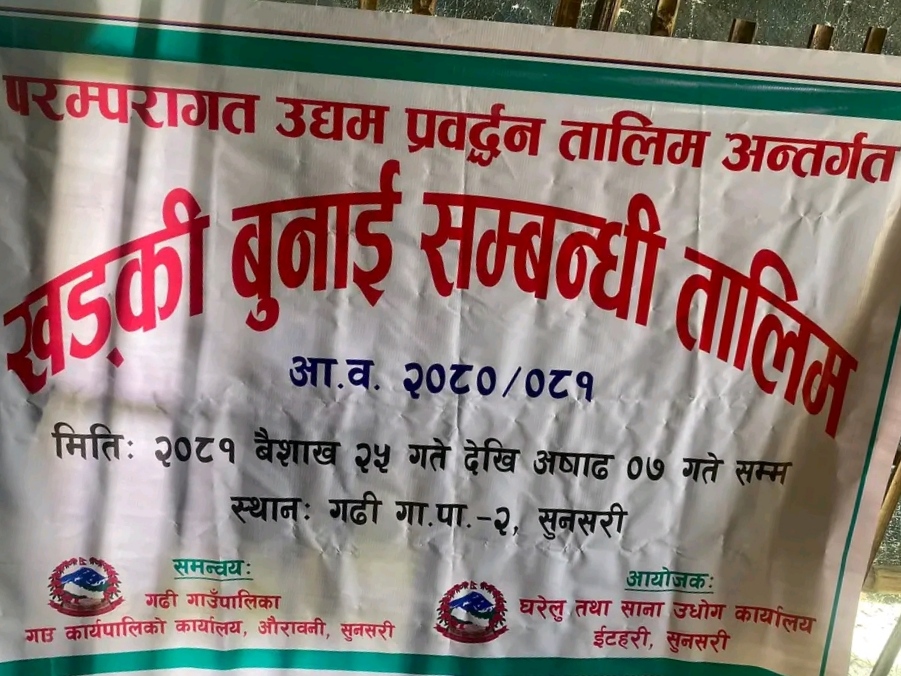 परम्परागत उद्यम प्रवर्द्धन तालिम अन्तर्गत
खड्की बुनाई सम्बन्धी तालिम
आ.व. २०८०/०८१
मितिः २०८१ बैशाख २५ गते देखि अषाढ ०७ गते सम्म
स्थानः गढी गा.पा.-२, सुनसरी
समन्वयः
गढी गाउँपालिका
गाउ कार्यपालिको कार्यालय, औरावनी, सुनसरी
आयोजकः
घरेलु तथा साना उधोग कार्यालय
ईटहरी, सुनसरी